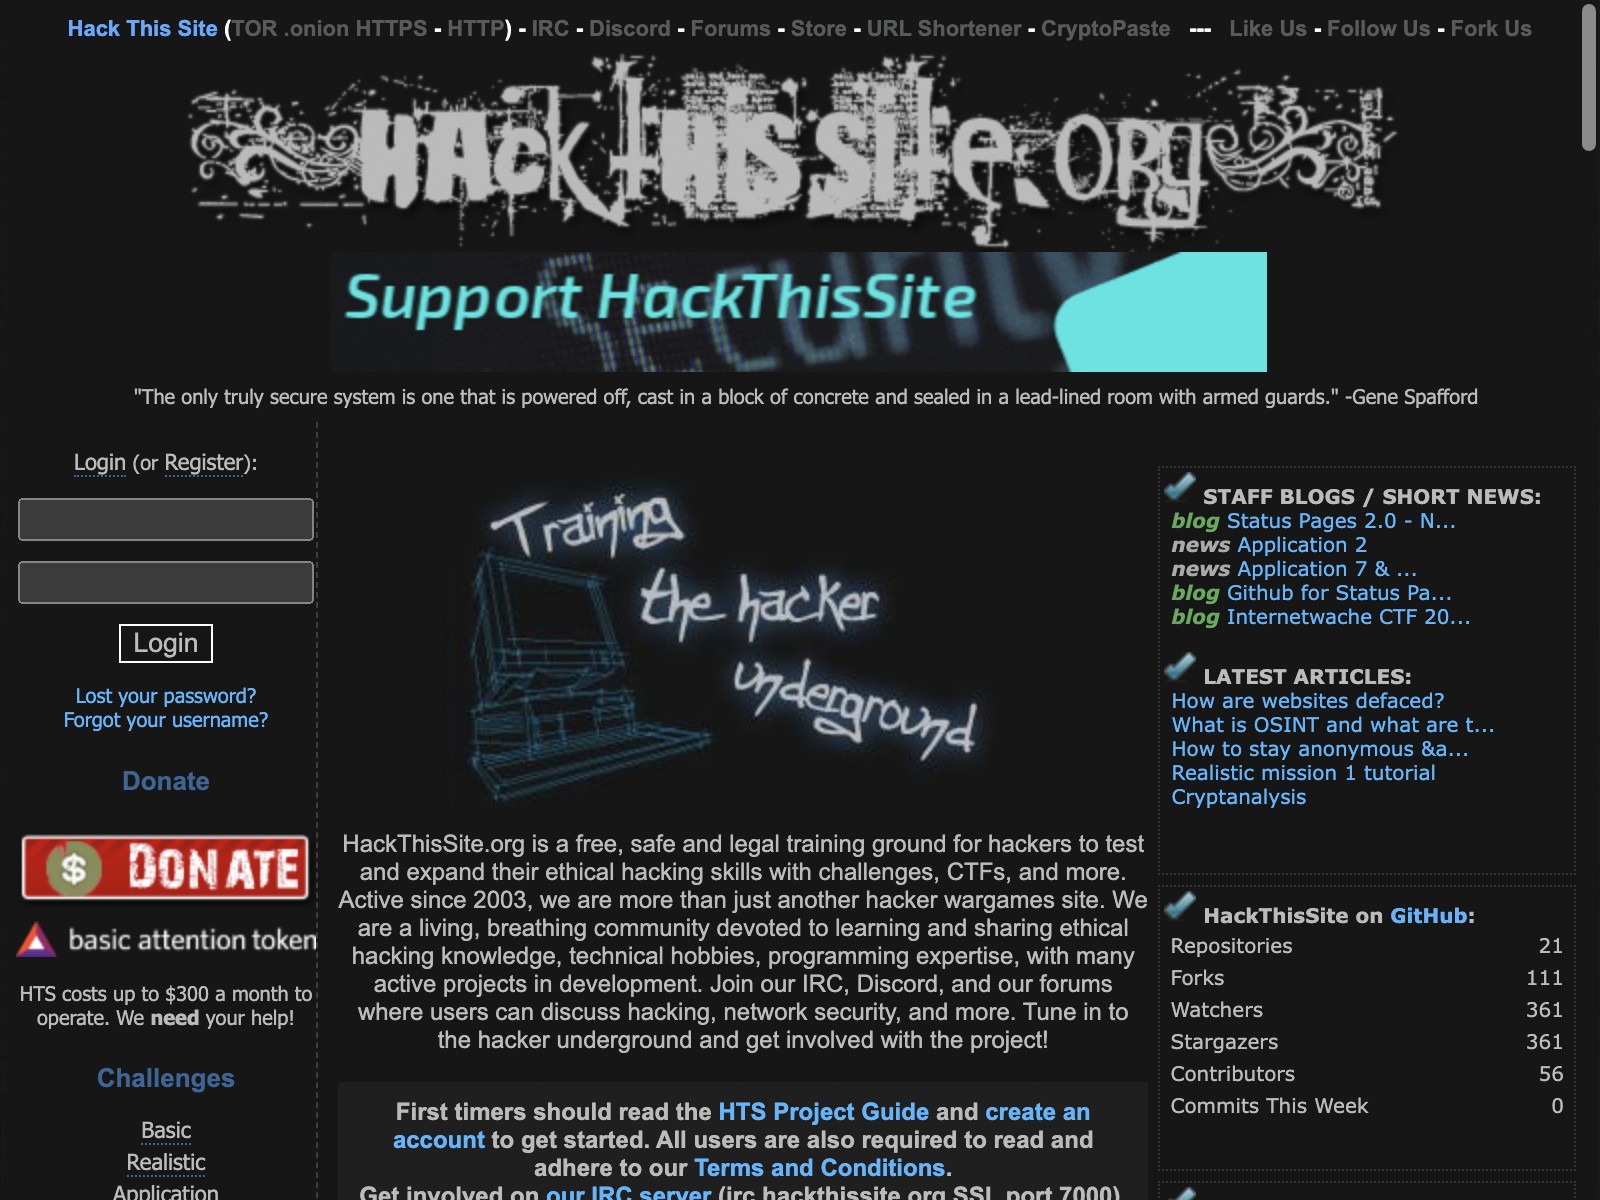 Hack This Site (TOR .onion HTTPS - HTTP) - IRC - Discord - Forums - Store - URL Shortener - CryptoPaste --- Like Us - Follow Us - Fork Us
HackThisSite.org
Support HackThisSite
"The only truly secure system is one that is powered off, cast in a block of concrete and sealed in a lead-lined room with armed guards." -Gene Spafford
Login (or Register):
Login
Lost your password?
Forgot your username?
Donate
$ DONATE
basic attention token
HTS costs up to $300 a month to
operate. We need your help!
Challenges
Basic
Realistic
Application
Training
the hacker
underground
HackThisSite.org is a free, safe and legal training ground for hackers to test
and expand their ethical hacking skills with challenges, CTFs, and more.
Active since 2003, we are more than just another hacker wargames site. We
are a living, breathing community devoted to learning and sharing ethical
hacking knowledge, technical hobbies, programming expertise, with many
active projects in development. Join our IRC, Discord, and our forums
where users can discuss hacking, network security, and more. Tune in to
the hacker underground and get involved with the project!
First timers should read the HTS Project Guide and create an
account to get started. All users are also required to read and
adhere to our Terms and Conditions.
Get involved on our IRC server (irc.hackthissite.org SSL port 7000)
STAFF BLOGS / SHORT NEWS:
blog Status Pages 2.0 - N...
news Application 2
news Application 7 & ...
blog Github for Status Pa...
blog Internetwache CTF 20...
LATEST ARTICLES:
How are websites defaced?
What is OSINT and what are t...
How to stay anonymous &a...
Realistic mission 1 tutorial
Cryptanalysis
HackThisSite on GitHub:
Repositories 21
Forks 111
Watchers 361
Stargazers 361
Contributors 56
Commits This Week 0